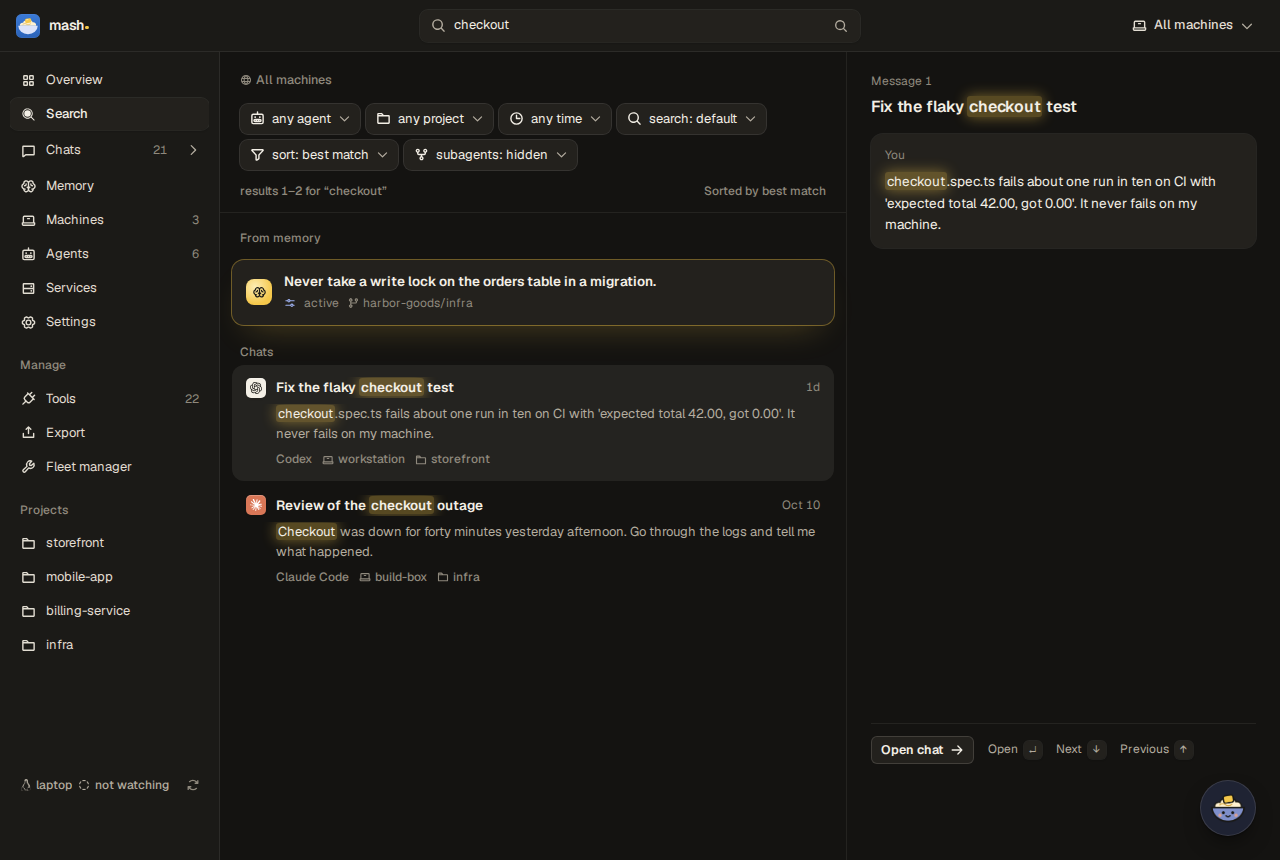 mash
checkout
All machines
Overview
Search
Chats 21
Memory
Machines 3
Agents 6
Services
Settings
Manage
Tools 22
Export
Fleet manager
Projects
storefront
mobile-app
billing-service
infra
laptop not watching
All machines
any agent any project any time search: default
sort: best match subagents: hidden
results 1–2 for “checkout” Sorted by best match
From memory
Never take a write lock on the orders table in a migration.
active harbor-goods/infra
Chats
Fix the flaky checkout test 1d
checkout.spec.ts fails about one run in ten on CI with 'expected total 42.00, got 0.00'. It
never fails on my machine.
Codex workstation storefront
Review of the checkout outage Oct 10
Checkout was down for forty minutes yesterday afternoon. Go through the logs and tell me
what happened.
Claude Code build-box infra
Message 1
Fix the flaky checkout test
You
checkout.spec.ts fails about one run in ten on CI with
'expected total 42.00, got 0.00'. It never fails on my
machine.
Open chat → Open ↵ Next ↓ Previous ↑